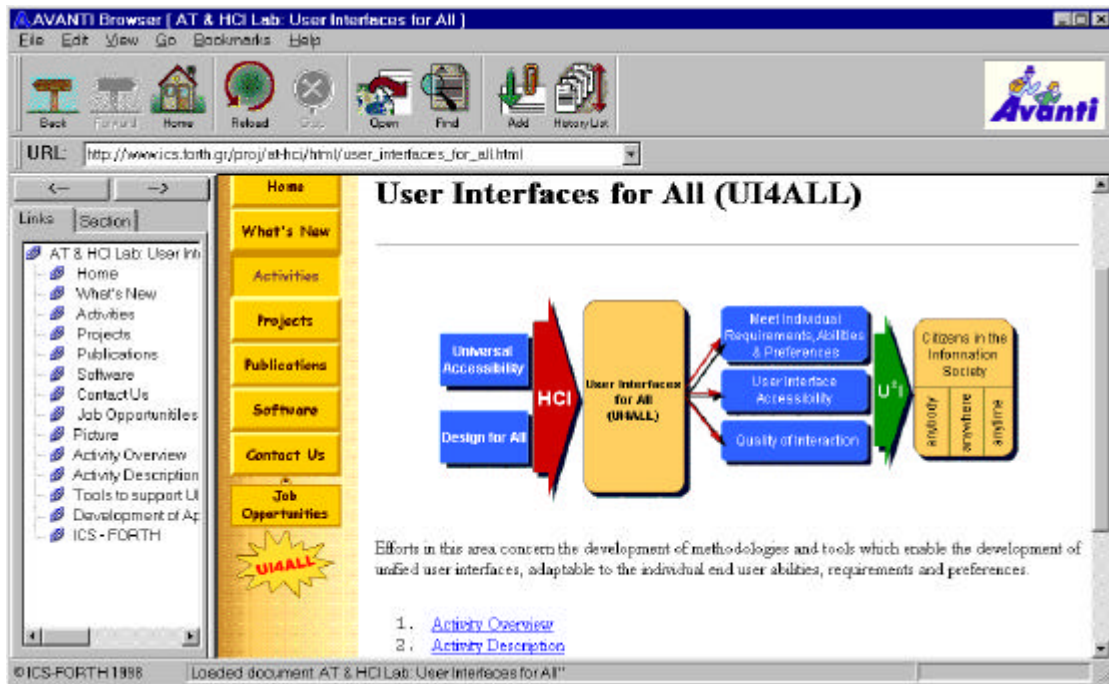 AVANTI Browser [ AT & HCI Lab: User Interfaces for All ]
File Edit View Go Bookmarks Help
Back Forward Home Reload Stop Open Find Add History List
Avanti
URL: http://www.ics.forth.gr/proj/at-hci/html/user_interfaces_for_all.html
<-- -->
Links Section
AT & HCI Lab: User Int
Home
What's New
Activities
Projects
Publications
Software
Contact Us
Job Opportunities
Picture
Activity Overview
Activity Description
Tools to support UI
Development of Ap
ICS - FORTH
Home
What's New
Activities
Projects
Publications
Software
Contact Us
Job
Opportunities
UI4ALL
User Interfaces for All (UI4ALL)
Universal
Accessibility
Design for All
HCI
User Interfaces
for All
(UI4ALL)
Meet Individual
Requirements, Abilities
& Preferences
User Interface
Accessibility
Quality of Interaction
U²I
Citizens in the
Information
Society
anybody
anywhere
anytime
Efforts in this area concern the development of methodologies and tools which enable the development of
unified user interfaces, adaptable to the individual end user abilities, requirements and preferences.
1. Activity Overview
2. Activity Description
©ICS-FORTH 1998 Loaded document: AT & HCI Lab: User Interfaces for All"